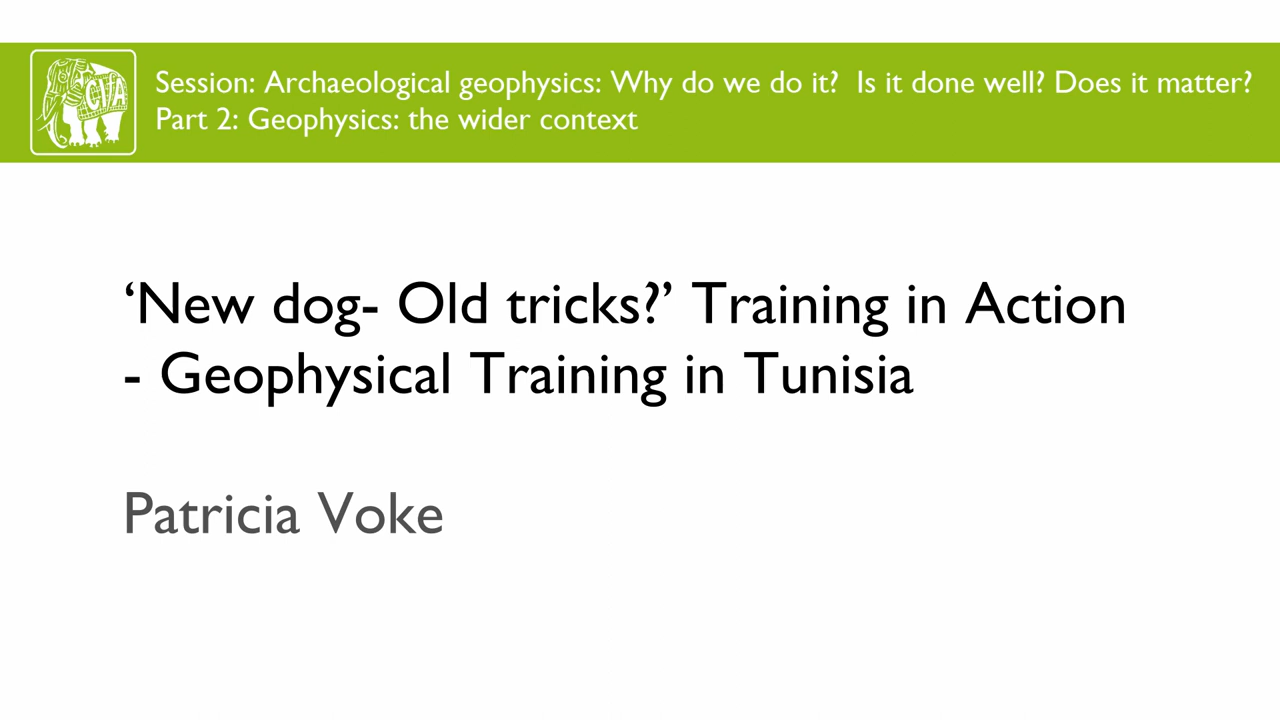 CIfA
Session: Archaeological geophysics: Why do we do it?  Is it done well? Does it matter?
Part 2: Geophysics: the wider context
‘New dog- Old tricks?’ Training in Action
- Geophysical Training in Tunisia
Patricia Voke